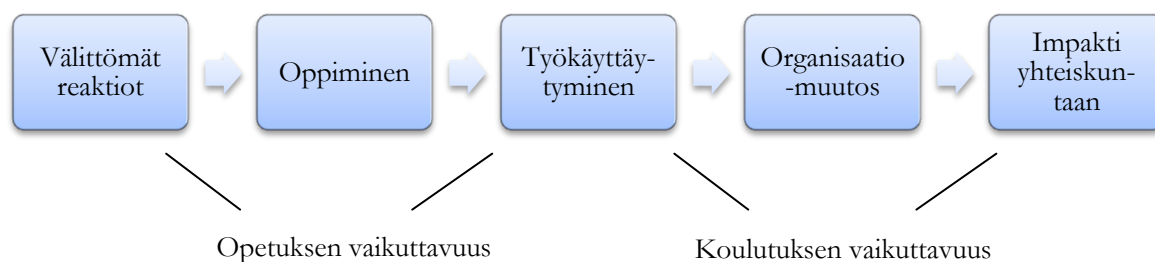 Välittömät
reaktiot
Oppiminen
Työkäyttäy-
tyminen
Organisaatio
-muutos
Impakti
yhteiskun-
taan
Opetuksen vaikuttavuus
Koulutuksen vaikuttavuus